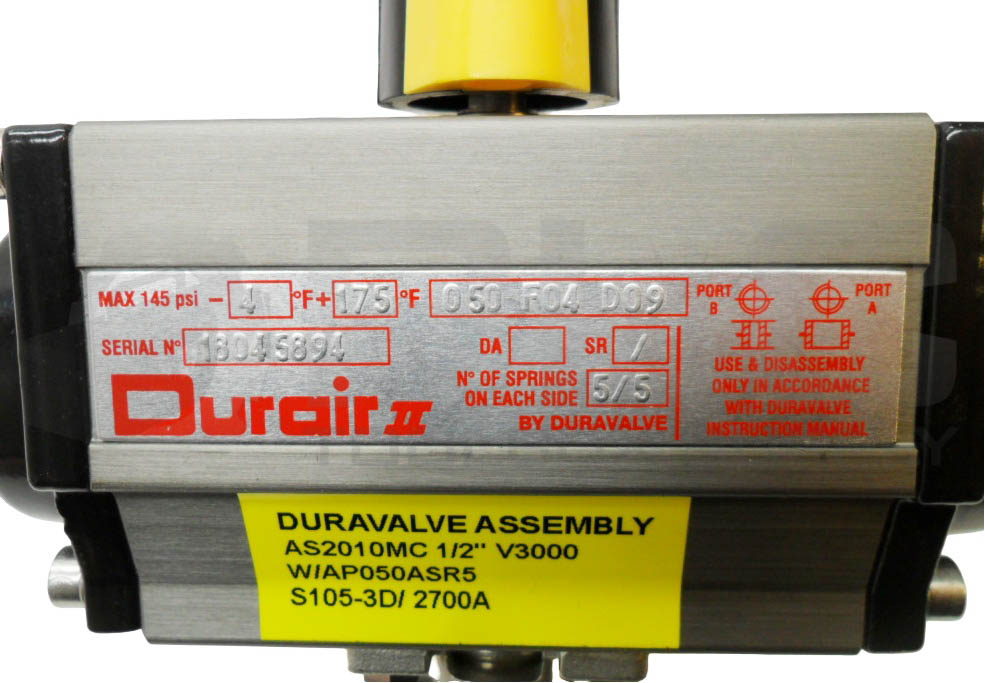 MAX 145 psi - 4 °F + 175 °F 050 F04 D09
PORT B
PORT A
SERIAL N° 18045894
DA SR /
N° OF SPRINGS
ON EACH SIDE 5/5
Durair II
BY DURAVALVE
USE & DISASSEMBLY
ONLY IN ACCORDANCE
WITH DURAVALVE
INSTRUCTION MANUAL
DURAVALVE ASSEMBLY
AS2010MC 1/2" V3000
W/AP050ASR5
S105-3D/ 2700A